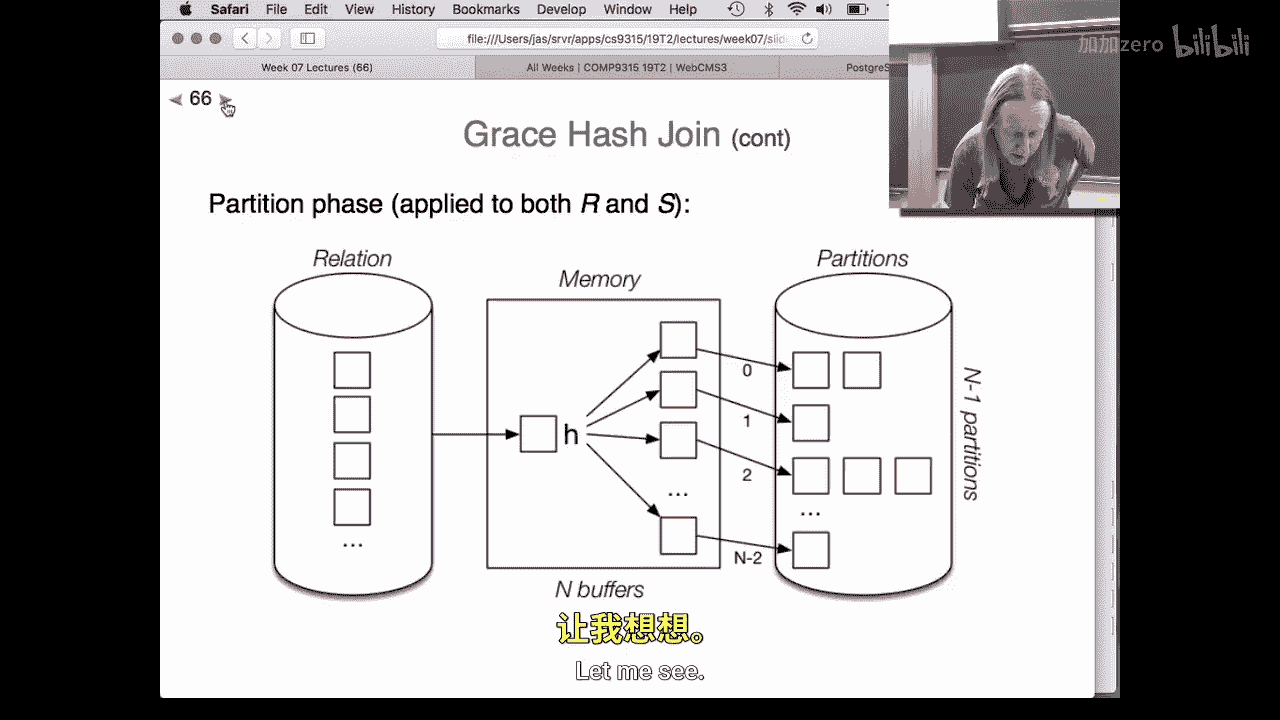 Safari File Edit View History Bookmarks Develop Window Help
file:///Users/jas/srvr/apps/cs9315/19T2/lectures/week07/slid
加加zero bilibili
Week 07 Lectures (66)
All Weeks | COMP9315 19T2 | WebCMS3
PostgreS
66
Grace Hash Join (cont)
Partition phase (applied to both R and S):
Relation
Memory
Partitions
h
0
1
2
N-2
...
...
...
N-1 partitions
N buffers
让我想想。
Let me see.